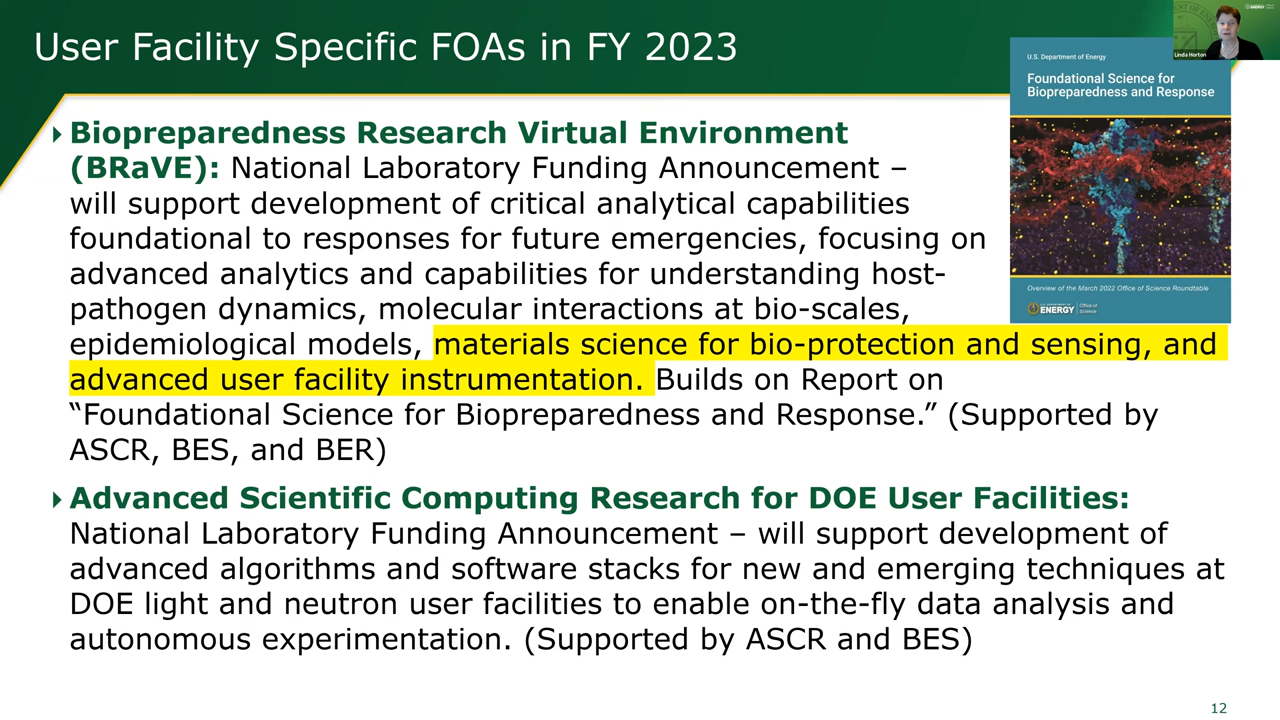 User Facility Specific FOAs in FY 2023
Linda Horton
ENERGY
U.S. Department of Energy
Foundational Science for
Biopreparedness and Response
Overview of the March 2022 Office of Science Roundtable
U.S. DEPARTMENT OF
ENERGY
Office of
Science
Biopreparedness Research Virtual Environment
(BRaVE): National Laboratory Funding Announcement –
will support development of critical analytical capabilities
foundational to responses for future emergencies, focusing on
advanced analytics and capabilities for understanding host-
pathogen dynamics, molecular interactions at bio-scales,
epidemiological models, materials science for bio-protection and sensing, and
advanced user facility instrumentation. Builds on Report on
“Foundational Science for Biopreparedness and Response.” (Supported by
ASCR, BES, and BER)
Advanced Scientific Computing Research for DOE User Facilities:
National Laboratory Funding Announcement – will support development of
advanced algorithms and software stacks for new and emerging techniques at
DOE light and neutron user facilities to enable on-the-fly data analysis and
autonomous experimentation. (Supported by ASCR and BES)
12